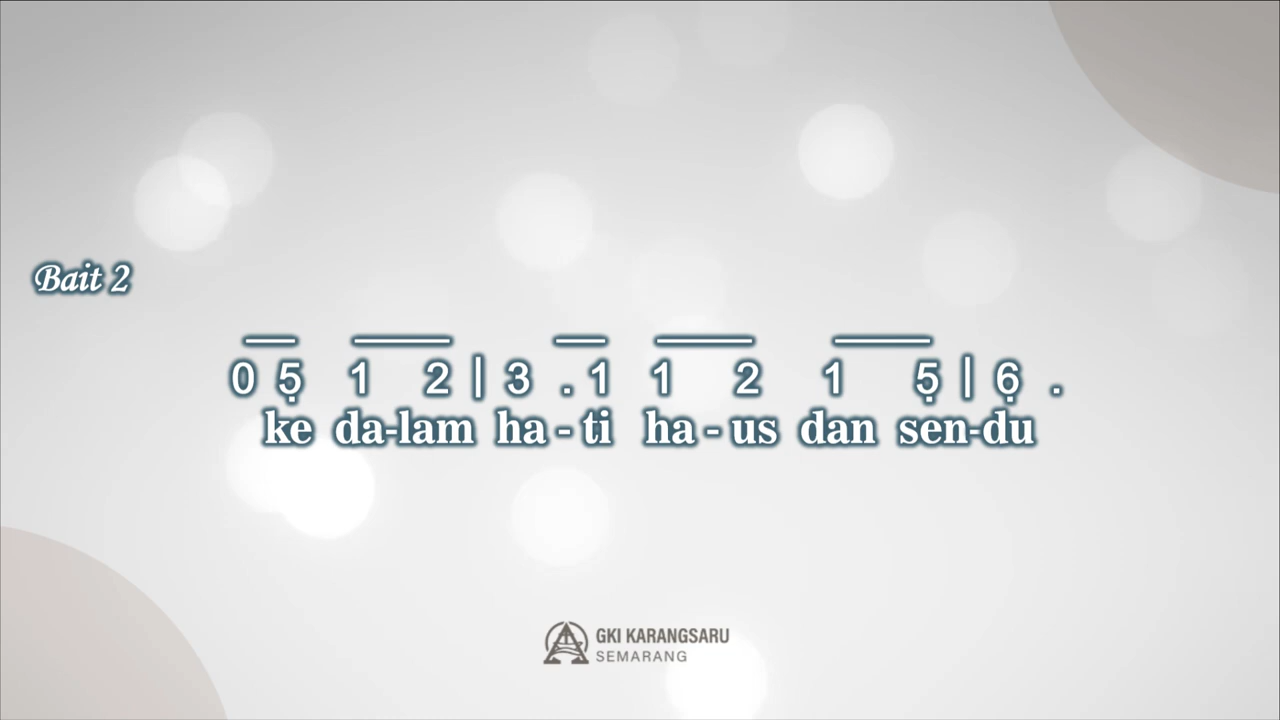 Bait 2
0 5̣ 1 2 | 3 . 1 1 2 1 5̣ | 6̣ .
ke da-lam ha - ti ha - us dan sen-du
GKI KARANGSARU
SEMARANG